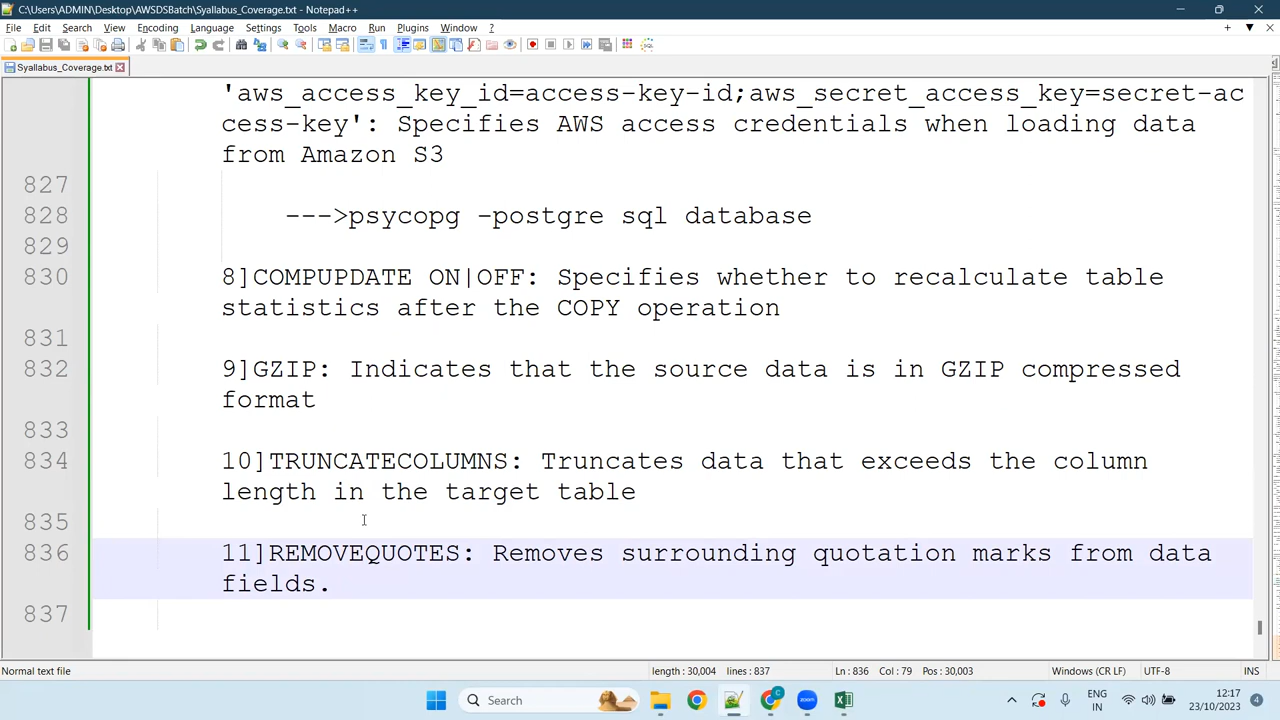 C:\Users\ADMIN\Desktop\AWSDSBatch\Syallabus_Coverage.txt - Notepad++
File Edit Search View Encoding Language Settings Tools Macro Run Plugins Window ?
Syallabus_Coverage.txt
'aws_access_key_id=access-key-id;aws_secret_access_key=secret-ac
cess-key': Specifies AWS access credentials when loading data
from Amazon S3
827
828 --->psycopg -postgre sql database
829
830 8]COMPUPDATE ON|OFF: Specifies whether to recalculate table
statistics after the COPY operation
831
832 9]GZIP: Indicates that the source data is in GZIP compressed
format
833
834 10]TRUNCATECOLUMNS: Truncates data that exceeds the column
length in the target table
835
836 11]REMOVEQUOTES: Removes surrounding quotation marks from data
fields.
837
Normal text file length : 30,004 lines : 837 Ln : 836 Col : 79 Pos : 30,003 Windows (CR LF) UTF-8 INS
Search
ENG
IN
12:17
23/10/2023
4